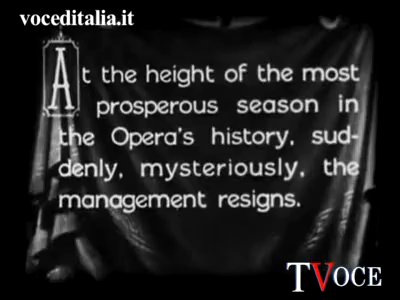 voceditalia.it
At the height of the most
prosperous season in
the Opera's history, sud-
denly, mysteriously, the
management resigns.
TVOCE